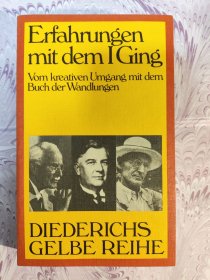 Erfahrungen
mit dem I Ging
Vom kreativen Umgang mit dem
Buch der Wandlungen
DIEDERICHS
GELBE REIHE